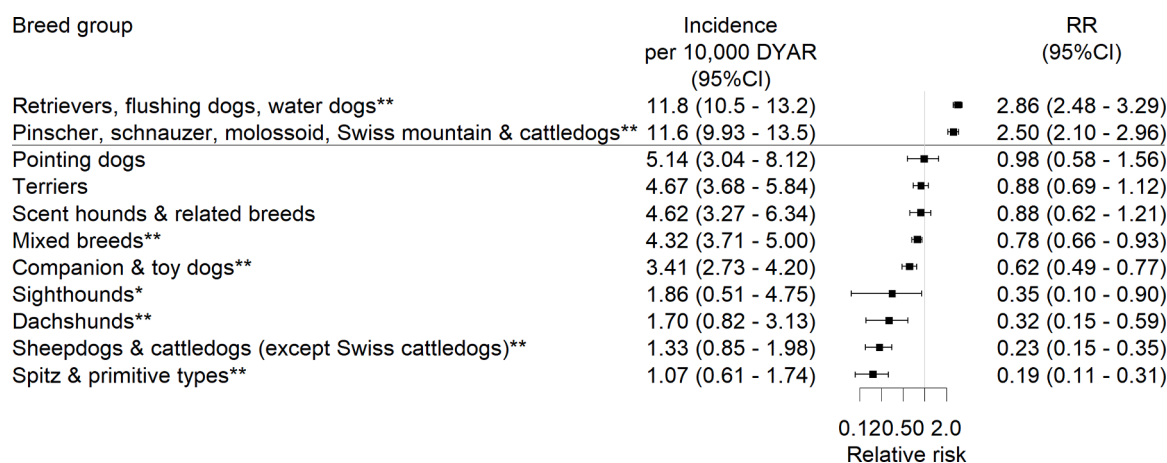 Breed group Incidence RR
per 10,000 DYAR (95%CI)
(95%CI)
Retrievers, flushing dogs, water dogs** 11.8 (10.5 - 13.2) 2.86 (2.48 - 3.29)
Pinscher, schnauzer, molossoid, Swiss mountain & cattledogs** 11.6 (9.93 - 13.5) 2.50 (2.10 - 2.96)
Pointing dogs 5.14 (3.04 - 8.12) 0.98 (0.58 - 1.56)
Terriers 4.67 (3.68 - 5.84) 0.88 (0.69 - 1.12)
Scent hounds & related breeds 4.62 (3.27 - 6.34) 0.88 (0.62 - 1.21)
Mixed breeds** 4.32 (3.71 - 5.00) 0.78 (0.66 - 0.93)
Companion & toy dogs** 3.41 (2.73 - 4.20) 0.62 (0.49 - 0.77)
Sighthounds* 1.86 (0.51 - 4.75) 0.35 (0.10 - 0.90)
Dachshunds** 1.70 (0.82 - 3.13) 0.32 (0.15 - 0.59)
Sheepdogs & cattledogs (except Swiss cattledogs)** 1.33 (0.85 - 1.98) 0.23 (0.15 - 0.35)
Spitz & primitive types** 1.07 (0.61 - 1.74) 0.19 (0.11 - 0.31)
0.12 0.50 2.0
Relative risk